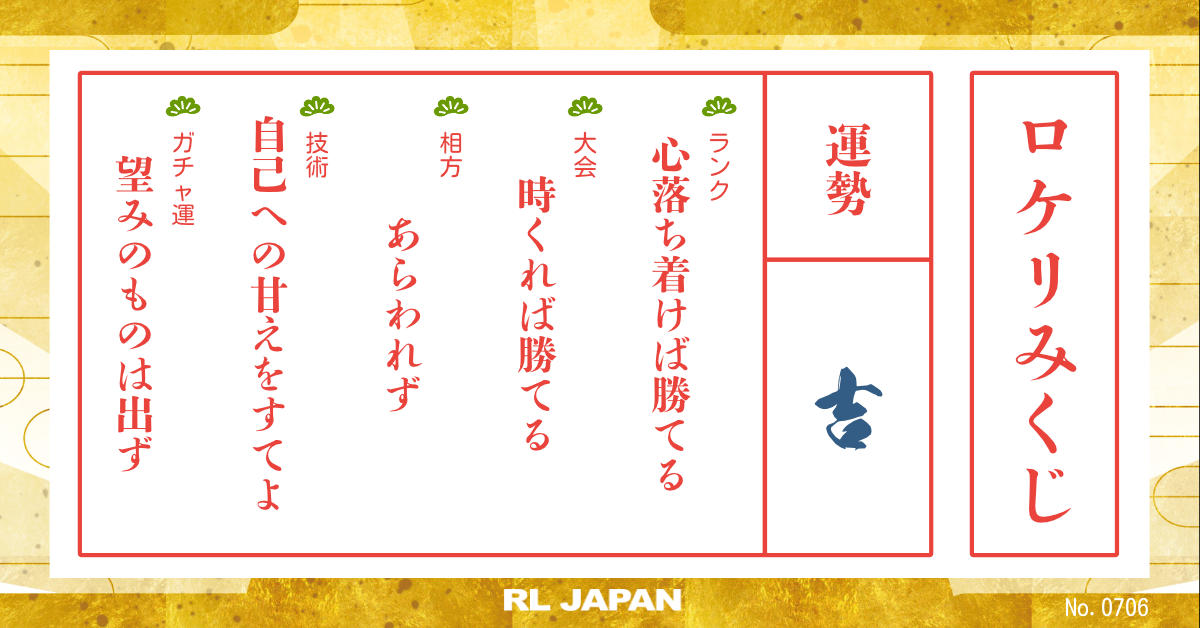 ロケリみくじ
運勢
吉
ランク
心落ち着けば勝てる
大会
時くれば勝てる
相方
あらわれず
技術
自己への甘えをすてよ
ガチャ運
望みのものは出ず
RL JAPAN
No. 0706